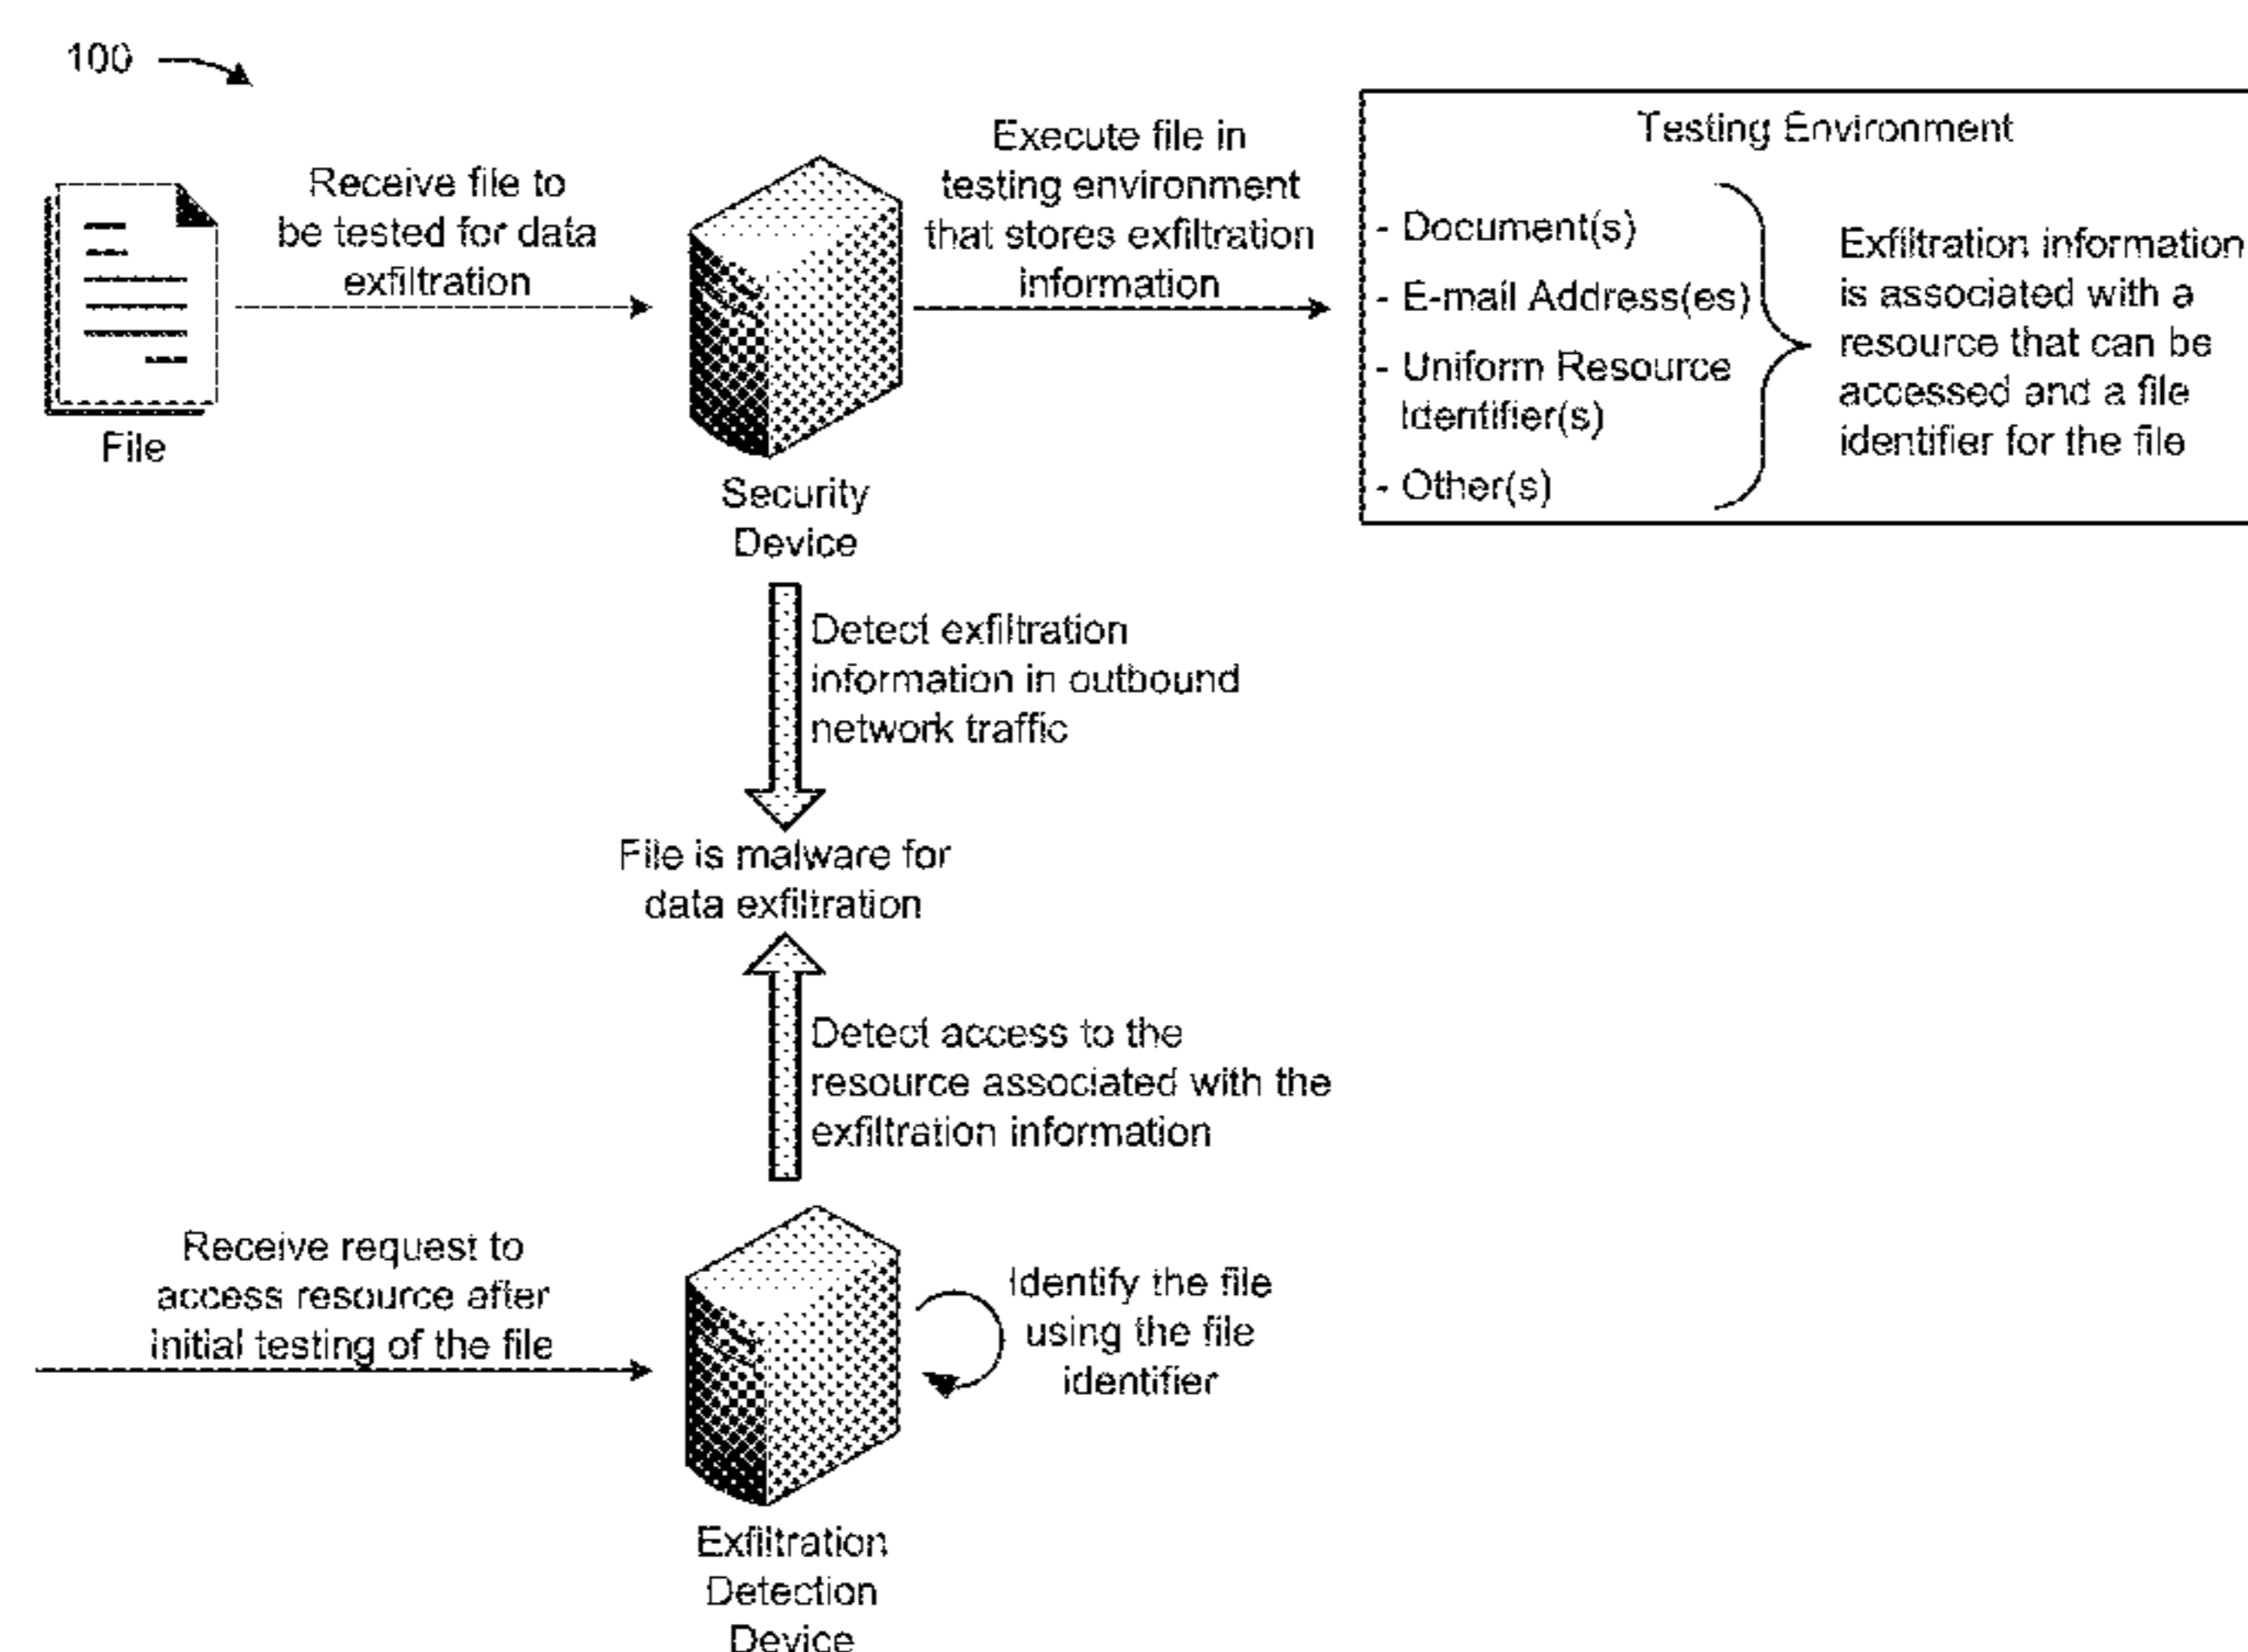 100
Receive file to
be tested for data
exfiltration
File
Security
Device
Execute file in
testing environment
that stores exfiltration
information
Testing Environment
- Document(s)
- E-mail Address(es)
- Uniform Resource
Identifier(s)
- Other(s)
Exfiltration information
is associated with a
resource that can be
accessed and a file
identifier for the file
Detect exfiltration
information in outbound
network traffic
File is malware for
data exfiltration
Detect access to the
resource associated with the
exfiltration information
Receive request to
access resource after
initial testing of the file
Identify the file
using the file
identifier
Exfiltration
Detection
Device